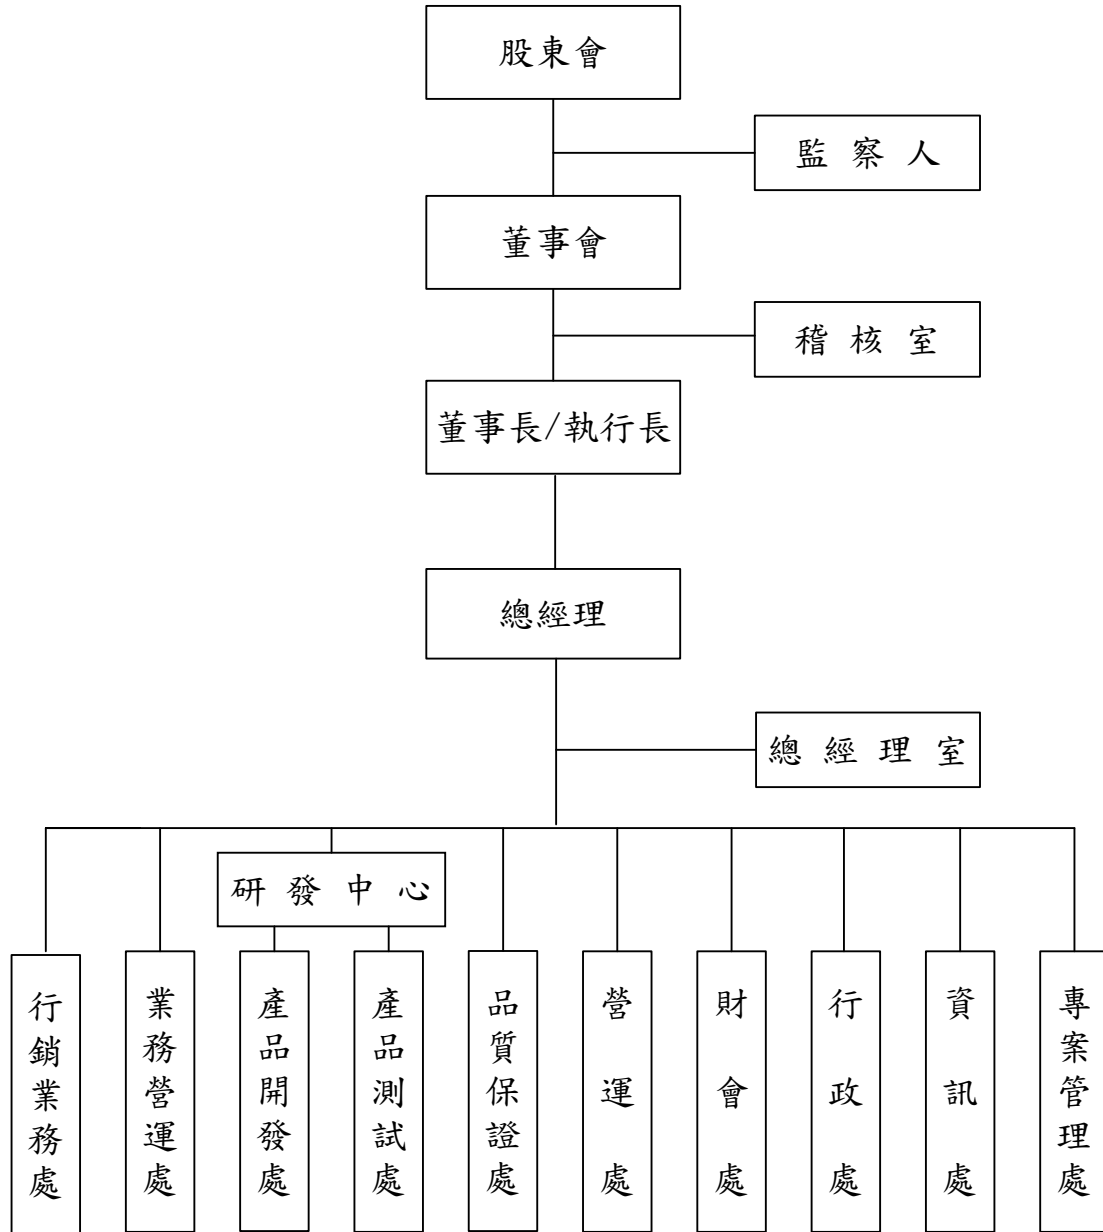 股東會
監察人
董事會
稽核室
董事長/執行長
總經理
總經理室
研發中心
行銷業務處
業務營運處
產品開發處
產品測試處
品質保證處
營運處
財會處
行政處
資訊處
專案管理處